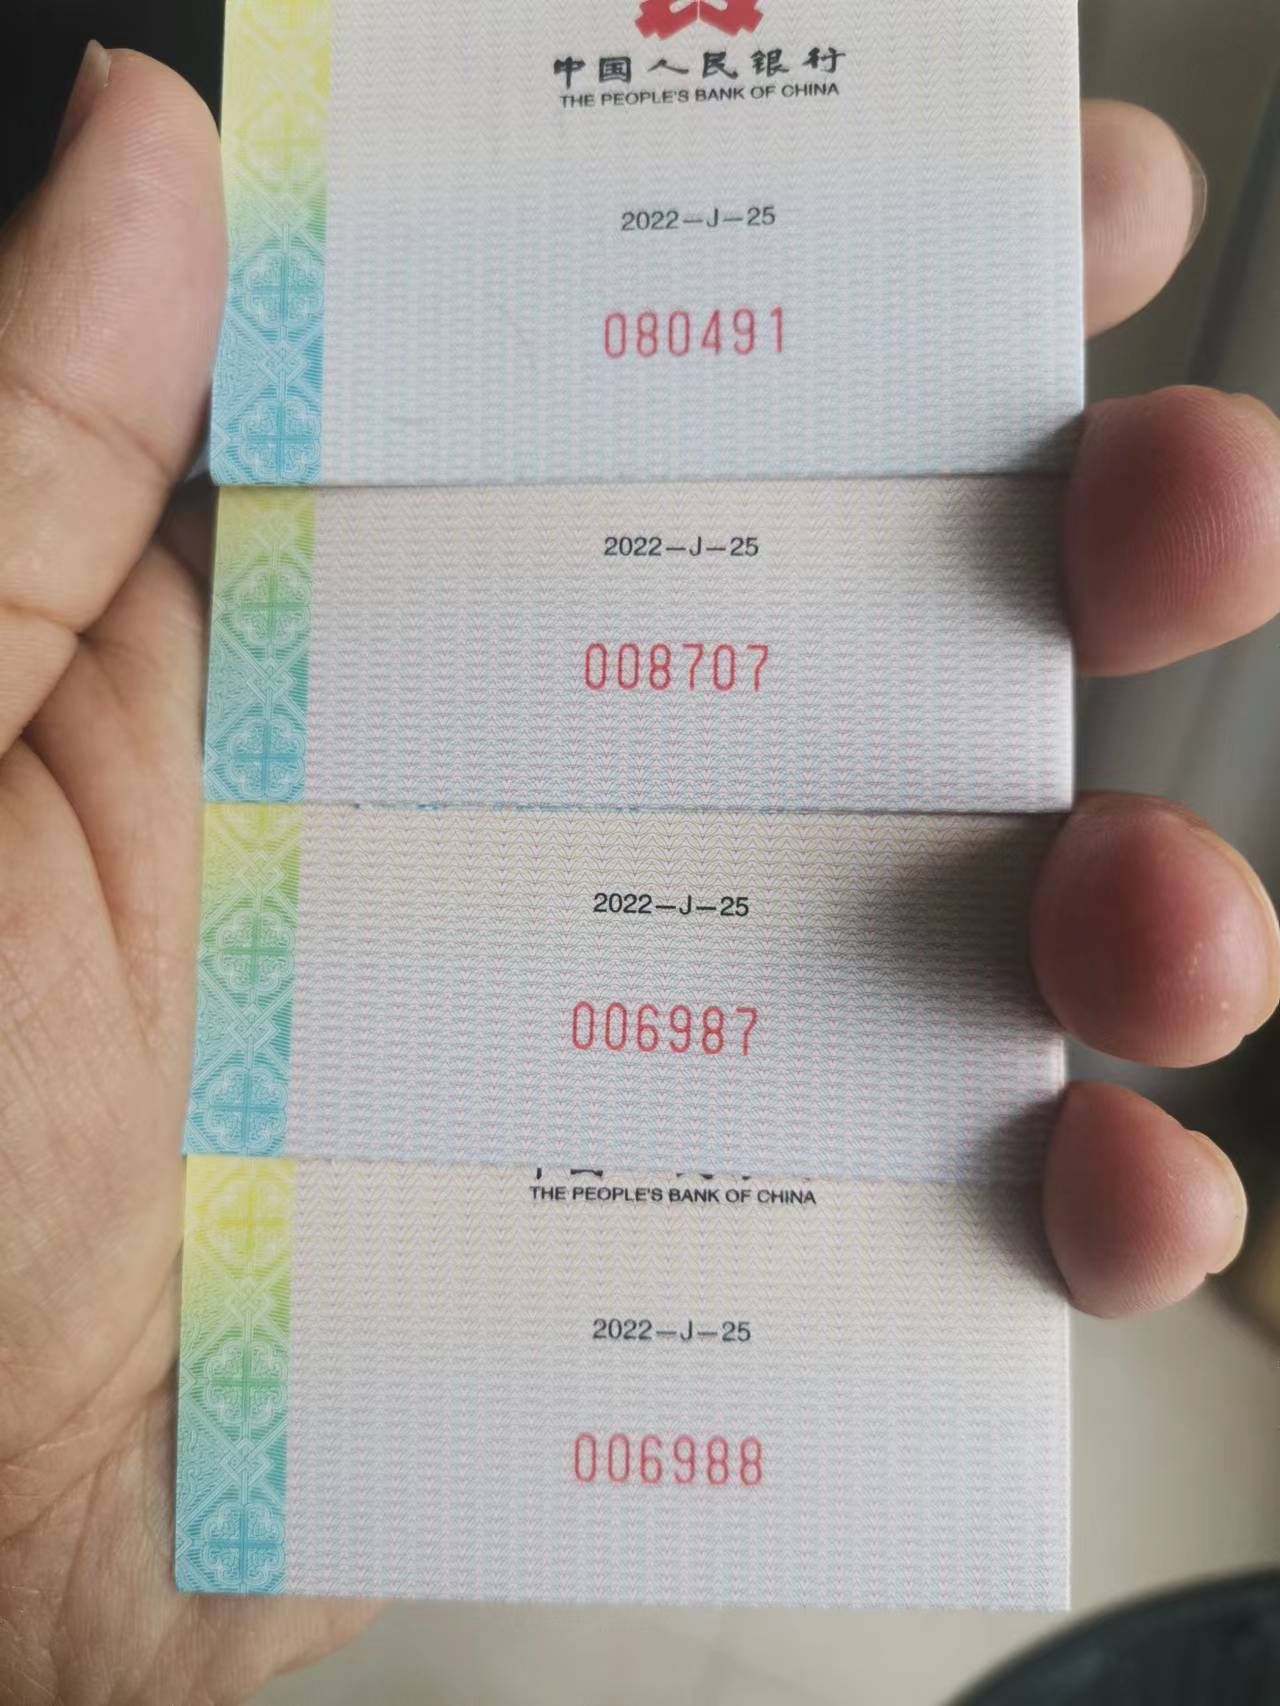 中国人民银行
THE PEOPLE'S BANK OF CHINA
2022－J－25
080491
2022－J－25
008707
2022－J－25
006987
THE PEOPLE'S BANK OF CHINA
2022－J－25
006988